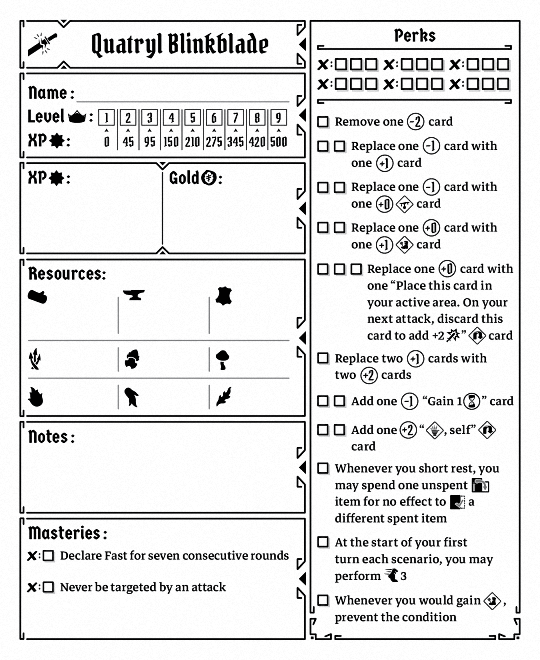 Quatryl Blinkblade
Name:
Level: 1 2 3 4 5 6 7 8 9
XP: 0 45 95 150 210 275 345 420 500
XP: Gold:
Resources:
Notes:
Masteries:
Declare Fast for seven consecutive rounds
Never be targeted by an attack
Perks
Remove one -2 card
Replace one -1 card with
one +1 card
Replace one -1 card with
one +0 card
Replace one +0 card with
one +1 card
Replace one +0 card with
one “Place this card in
your active area. On your
next attack, discard this
card to add +2 ” card
Replace two +1 cards with
two +2 cards
Add one -1 “Gain 1 ” card
Add one +2 “ , self”
card
Whenever you short rest, you
may spend one unspent
item for no effect to a
different spent item
At the start of your first
turn each scenario, you may
perform 3
Whenever you would gain ,
prevent the condition